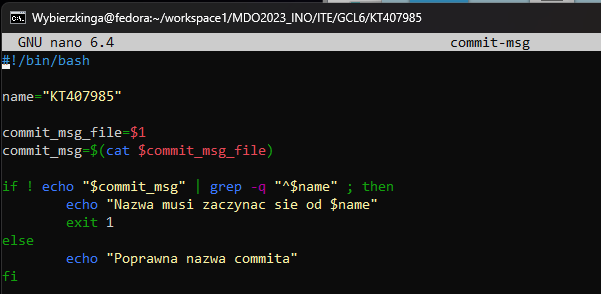 Wybierzkinga@fedora:~/workspace1/MDO2023_INO/ITE/GCL6/KT407985
GNU nano 6.4 commit-msg
#!/bin/bash
name="KT407985"
commit_msg_file=$1
commit_msg=$(cat $commit_msg_file)
if ! echo "$commit_msg" | grep -q "^$name" ; then
echo "Nazwa musi zaczynac sie od $name"
exit 1
else
echo "Poprawna nazwa commita"
fi